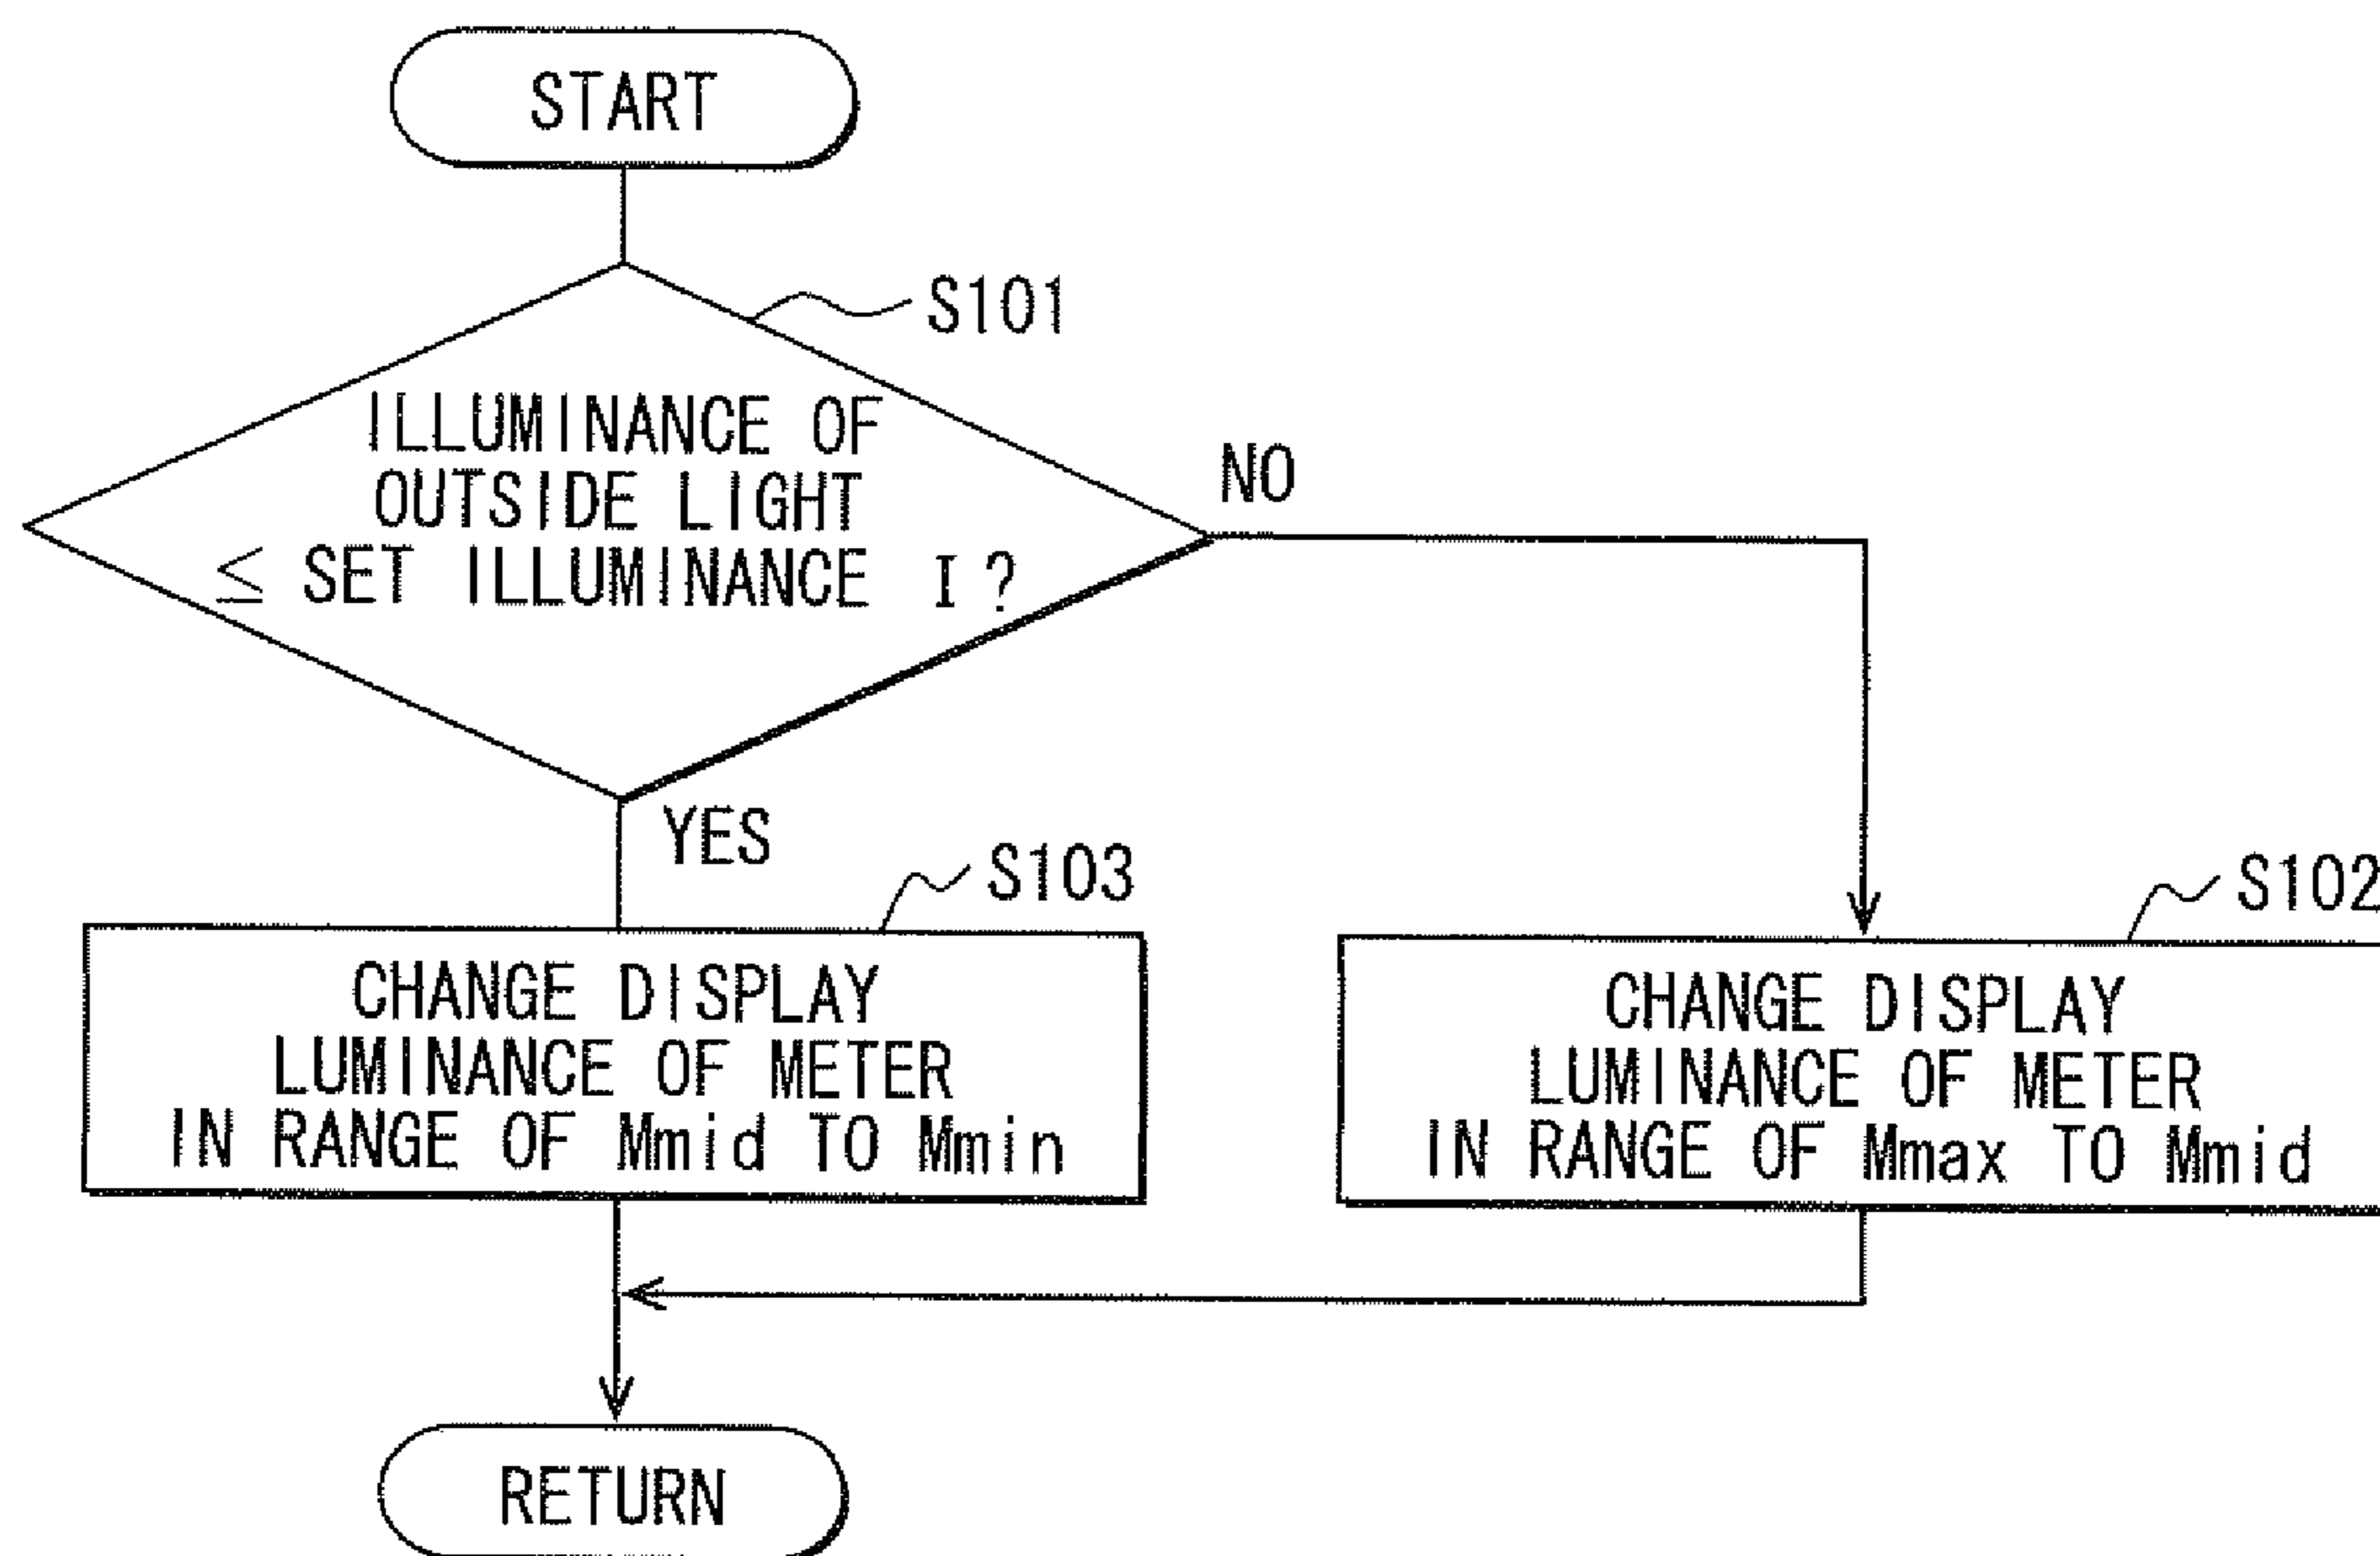 START
S101
ILLUMINANCE OF
OUTSIDE LIGHT
≤ SET ILLUMINANCE I?
NO
YES
S103
CHANGE DISPLAY
LUMINANCE OF METER
IN RANGE OF Mmid TO Mmin
S102
CHANGE DISPLAY
LUMINANCE OF METER
IN RANGE OF Mmax TO Mmid
RETURN